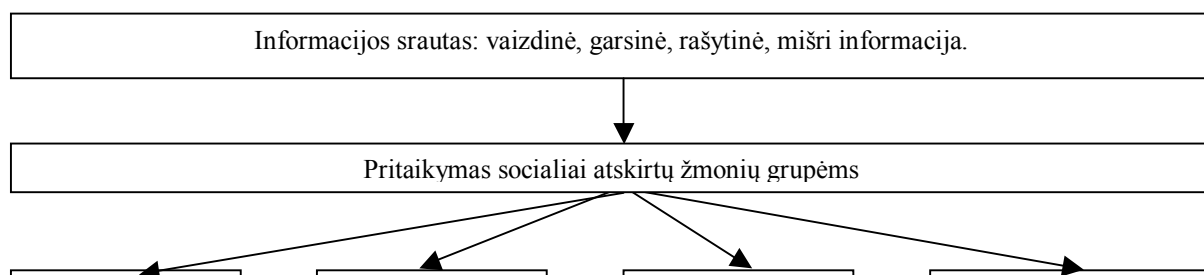 Informacijos srautas: vaizdinė, garsinė, rašytinė, mišri informacija.
Pritaikymas socialiai atskirtų žmonių grupėms